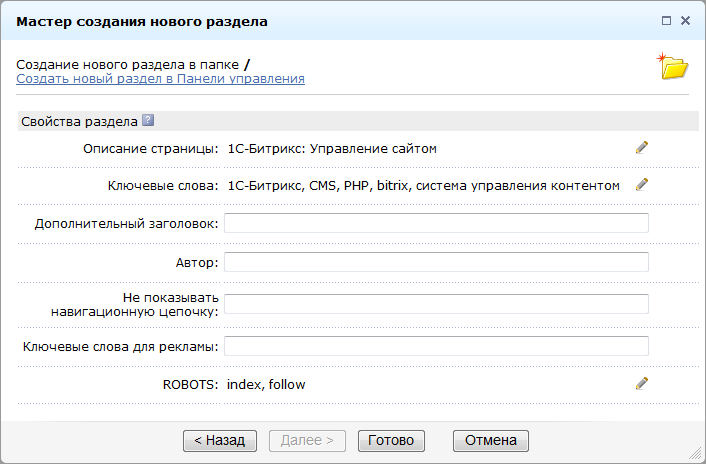 Мастер создания нового раздела
Создание нового раздела в папке /
Создать новый раздел в Панели управления
Свойства раздела ?
Описание страницы: 1С-Битрикс: Управление сайтом
Ключевые слова: 1С-Битрикс, CMS, PHP, bitrix, система управления контентом
Дополнительный заголовок:
Автор:
Не показывать
навигационную цепочку:
Ключевые слова для рекламы:
ROBOTS: index, follow
< Назад Далее > Готово Отмена